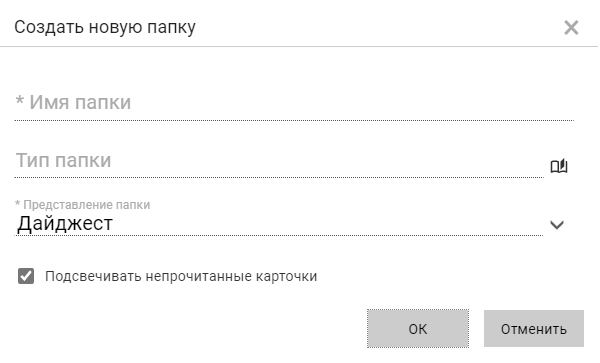 Создать новую папку
* Имя папки
Тип папки
* Представление папки
Дайджест
Подсвечивать непрочитанные карточки
ОК
Отменить